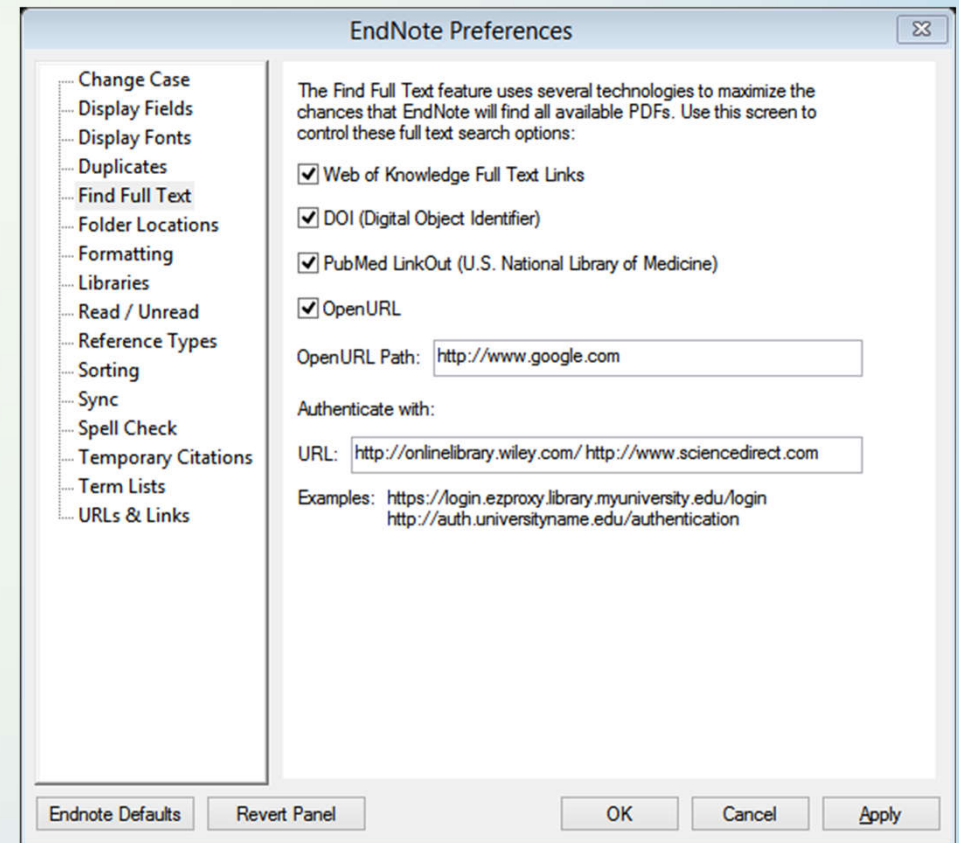 EndNote Preferences
Change Case
Display Fields
Display Fonts
Duplicates
Find Full Text
Folder Locations
Formatting
Libraries
Read / Unread
Reference Types
Sorting
Sync
Spell Check
Temporary Citations
Term Lists
URLs & Links
The Find Full Text feature uses several technologies to maximize the
chances that EndNote will find all available PDFs. Use this screen to
control these full text search options:
Web of Knowledge Full Text Links
DOI (Digital Object Identifier)
PubMed LinkOut (U.S. National Library of Medicine)
OpenURL
OpenURL Path: http://www.google.com
Authenticate with:
URL: http://onlinelibrary.wiley.com/ http://www.sciencedirect.com
Examples: https://login.ezproxy.library.myuniversity.edu/login
http://auth.universityname.edu/authentication
Endnote Defaults Revert Panel OK Cancel Apply